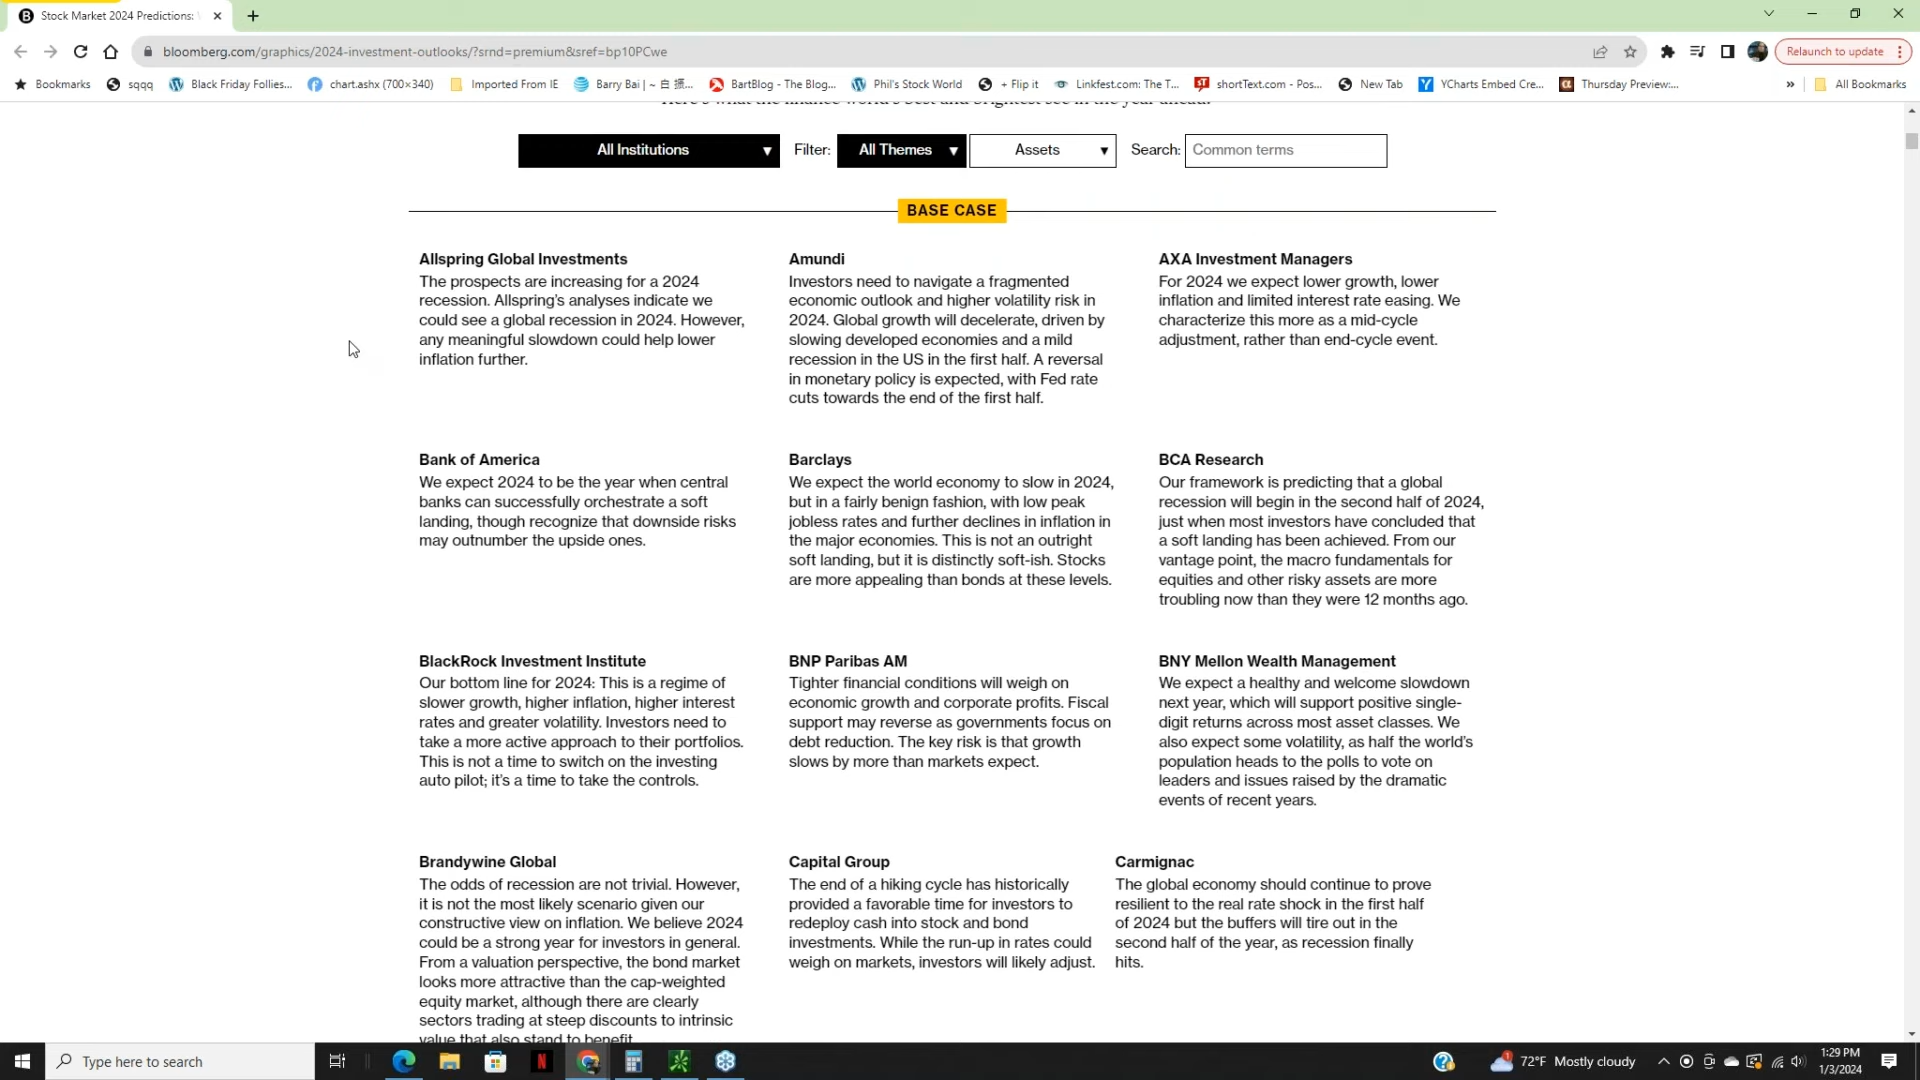 Stock Market 2024 Predictions:
bloomberg.com/graphics/2024-investment-outlooks/?srnd=premium&sref=bp10PCwe
Relaunch to update
Bookmarks
sqqq
Black Friday Follies...
chart.ashx (700×340)
Imported From IE
Barry Bai | ~ 白 摂...
BartBlog - The Blog...
Phil's Stock World
+ Flip it
Linkfest.com: The T...
shortText.com - Pos...
New Tab
YCharts Embed Cre...
Thursday Preview:...
»
All Bookmarks
Here's what the finance world's best and brightest see in the year ahead.
All Institutions
Filter:
All Themes
Assets
Search:
Common terms
BASE CASE
Allspring Global Investments
The prospects are increasing for a 2024
recession. Allspring's analyses indicate we
could see a global recession in 2024. However,
any meaningful slowdown could help lower
inflation further.
Amundi
Investors need to navigate a fragmented
economic outlook and higher volatility risk in
2024. Global growth will decelerate, driven by
slowing developed economies and a mild
recession in the US in the first half. A reversal
in monetary policy is expected, with Fed rate
cuts towards the end of the first half.
AXA Investment Managers
For 2024 we expect lower growth, lower
inflation and limited interest rate easing. We
characterize this more as a mid-cycle
adjustment, rather than end-cycle event.
Bank of America
We expect 2024 to be the year when central
banks can successfully orchestrate a soft
landing, though recognize that downside risks
may outnumber the upside ones.
Barclays
We expect the world economy to slow in 2024,
but in a fairly benign fashion, with low peak
jobless rates and further declines in inflation in
the major economies. This is not an outright
soft landing, but it is distinctly soft-ish. Stocks
are more appealing than bonds at these levels.
BCA Research
Our framework is predicting that a global
recession will begin in the second half of 2024,
just when most investors have concluded that
a soft landing has been achieved. From our
vantage point, the macro fundamentals for
equities and other risky assets are more
troubling now than they were 12 months ago.
BlackRock Investment Institute
Our bottom line for 2024: This is a regime of
slower growth, higher inflation, higher interest
rates and greater volatility. Investors need to
take a more active approach to their portfolios.
This is not a time to switch on the investing
auto pilot; it's a time to take the controls.
BNP Paribas AM
Tighter financial conditions will weigh on
economic growth and corporate profits. Fiscal
support may reverse as governments focus on
debt reduction. The key risk is that growth
slows by more than markets expect.
BNY Mellon Wealth Management
We expect a healthy and welcome slowdown
next year, which will support positive single-
digit returns across most asset classes. We
also expect some volatility, as half the world's
population heads to the polls to vote on
leaders and issues raised by the dramatic
events of recent years.
Brandywine Global
The odds of recession are not trivial. However,
it is not the most likely scenario given our
constructive view on inflation. We believe 2024
could be a strong year for investors in general.
From a valuation perspective, the bond market
looks more attractive than the cap-weighted
equity market, although there are clearly
sectors trading at steep discounts to intrinsic
value that also stand to benefit.
Capital Group
The end of a hiking cycle has historically
provided a favorable time for investors to
redeploy cash into stock and bond
investments. While the run-up in rates could
weigh on markets, investors will likely adjust.
Carmignac
The global economy should continue to prove
resilient to the real rate shock in the first half
of 2024 but the buffers will tire out in the
second half of the year, as recession finally
hits.
Type here to search
72°F Mostly cloudy
1:29 PM
1/3/2024